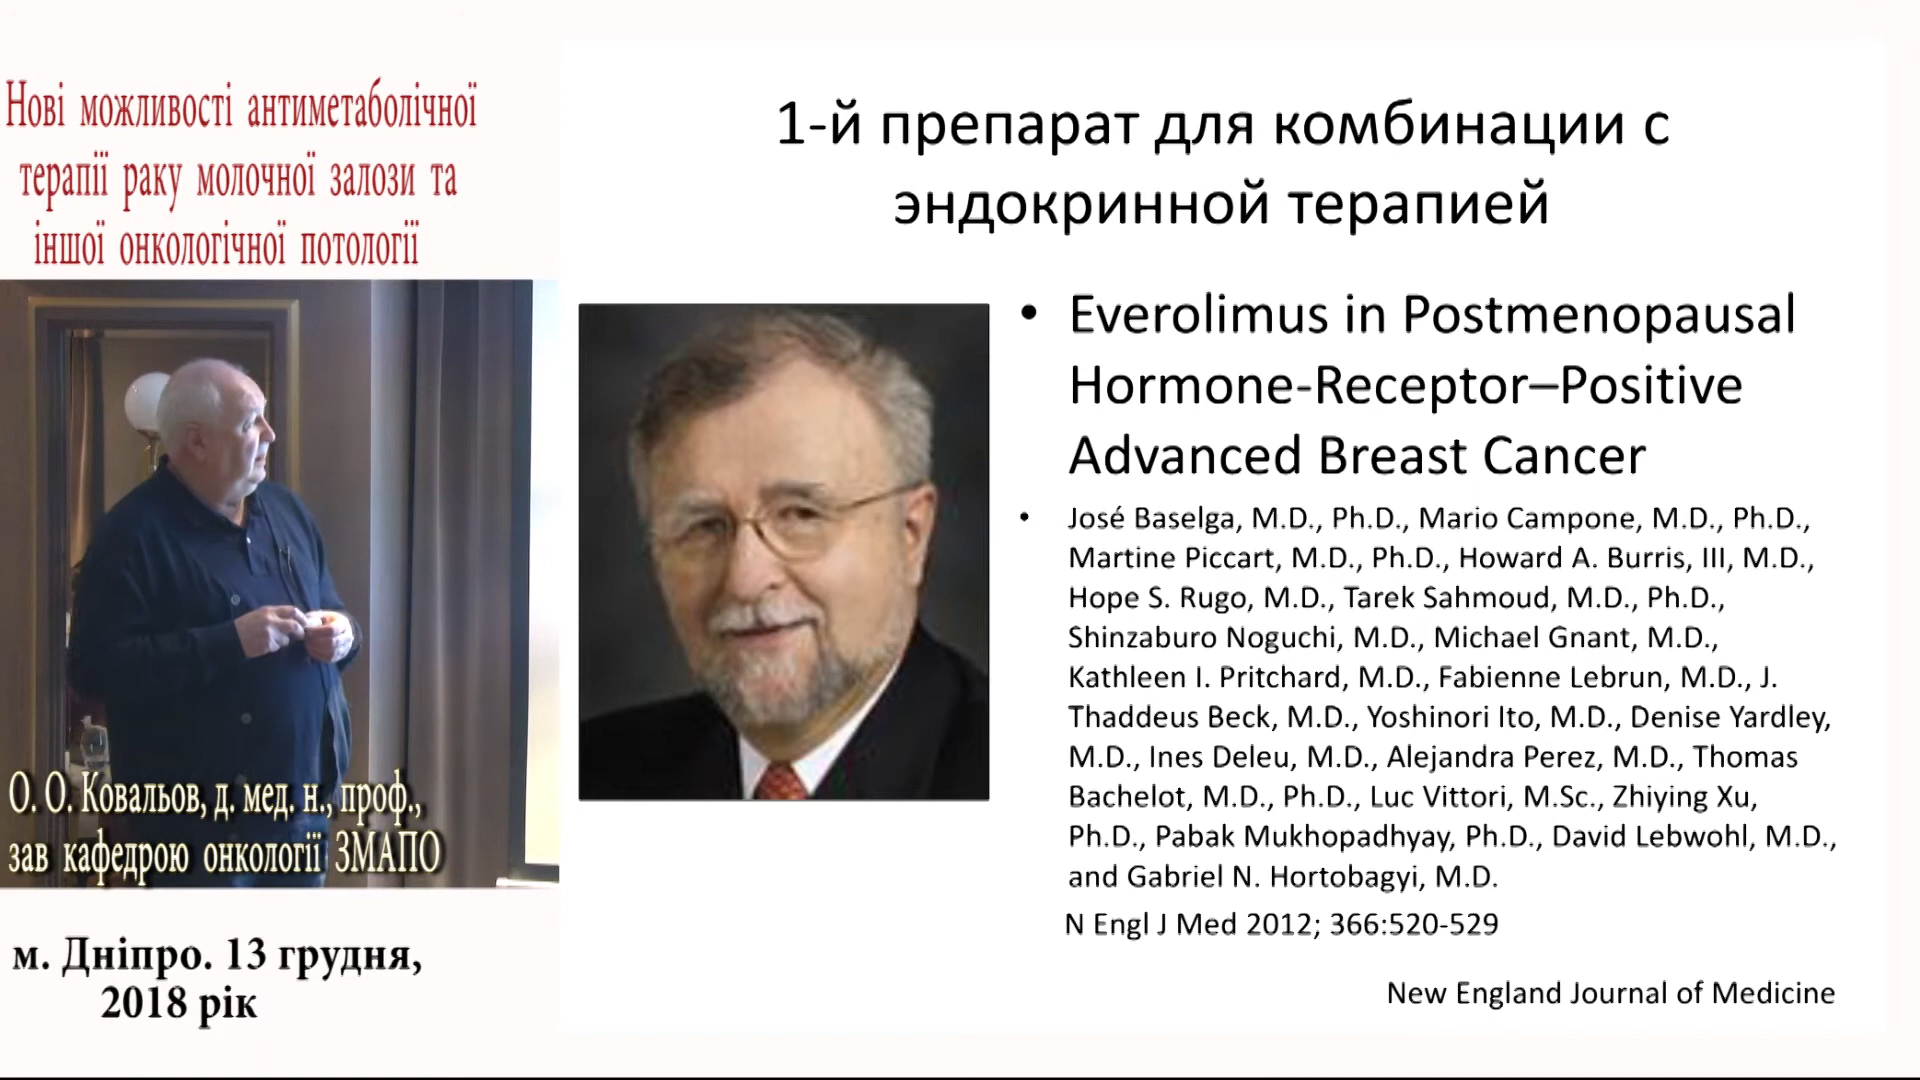 Нові можливості антиметаболічної
терапії раку молочної залози та
іншої онкологічної потології
О. О. Ковальов, д. мед. н., проф.,
зав кафедрою онкології ЗМАПО
м. Дніпро. 13 грудня,
2018 рік
1-й препарат для комбинации с
эндокринной терапией
• Everolimus in Postmenopausal
Hormone-Receptor–Positive
Advanced Breast Cancer
• José Baselga, M.D., Ph.D., Mario Campone, M.D., Ph.D.,
Martine Piccart, M.D., Ph.D., Howard A. Burris, III, M.D.,
Hope S. Rugo, M.D., Tarek Sahmoud, M.D., Ph.D.,
Shinzaburo Noguchi, M.D., Michael Gnant, M.D.,
Kathleen I. Pritchard, M.D., Fabienne Lebrun, M.D., J.
Thaddeus Beck, M.D., Yoshinori Ito, M.D., Denise Yardley,
M.D., Ines Deleu, M.D., Alejandra Perez, M.D., Thomas
Bachelot, M.D., Ph.D., Luc Vittori, M.Sc., Zhiying Xu,
Ph.D., Pabak Mukhopadhyay, Ph.D., David Lebwohl, M.D.,
and Gabriel N. Hortobagyi, M.D.
N Engl J Med 2012; 366:520-529
New England Journal of Medicine